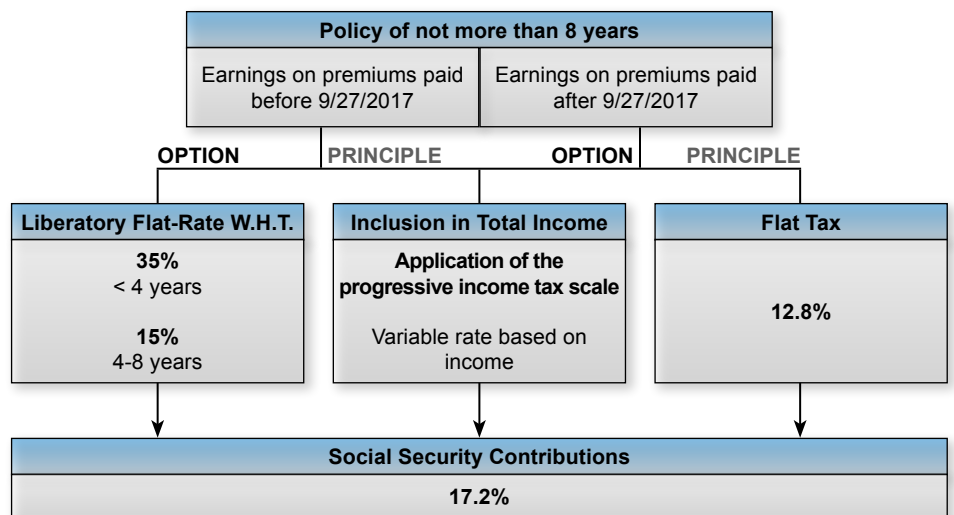 Policy of not more than 8 years
Earnings on premiums paid
before 9/27/2017
Earnings on premiums paid
after 9/27/2017
OPTION
PRINCIPLE
OPTION
PRINCIPLE
Liberatory Flat-Rate W.H.T.
35%
< 4 years
15%
4-8 years
Inclusion in Total Income
Application of the
progressive income tax scale
Variable rate based on
income
Flat Tax
12.8%
Social Security Contributions
17.2%